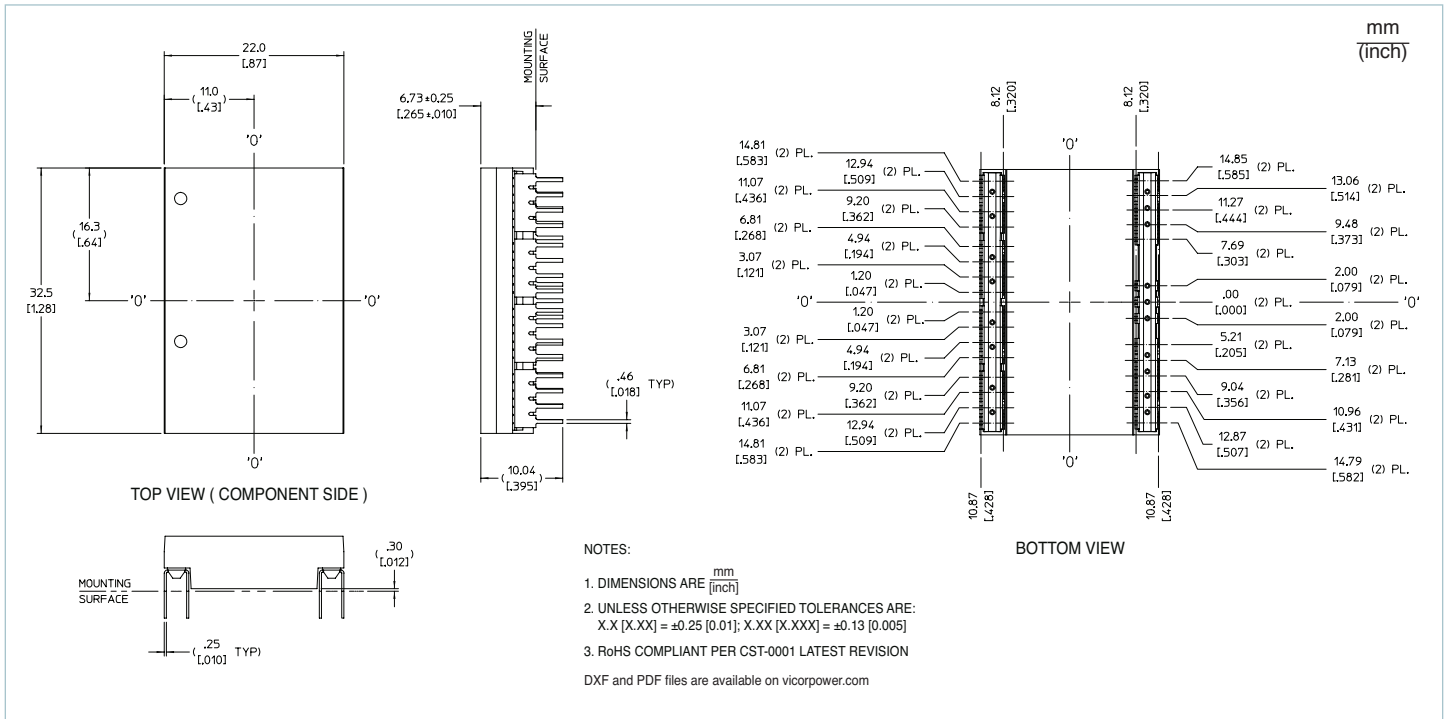 mm
(inch)
22.0
[.87]
( 11.0 )
[.43]
'0'
( 16.3 )
[.64]
32.5
[1.28]
'0'
'0'
'0'
TOP VIEW ( COMPONENT SIDE )
MOUNTING
SURFACE
6.73±0.25
[.265±.010]
( .46 TYP)
[.018]
( 10.04 )
[.395]
8.12
[.320]
8.12
[.320]
'0'
14.81 (2) PL.
[.583]
12.94 (2) PL.
[.509]
11.07 (2) PL.
[.436]
9.20 (2) PL.
[.362]
6.81 (2) PL.
[.268]
4.94 (2) PL.
[.194]
3.07 (2) PL.
[.121]
1.20 (2) PL.
[.047]
'0'
1.20 (2) PL.
[.047]
3.07 (2) PL.
[.121]
4.94 (2) PL.
[.194]
6.81 (2) PL.
[.268]
9.20 (2) PL.
[.362]
11.07 (2) PL.
[.436]
12.94 (2) PL.
[.509]
14.81 (2) PL.
[.583]
14.85 (2) PL.
[.585]
13.06 (2) PL.
[.514]
11.27 (2) PL.
[.444]
9.48 (2) PL.
[.373]
7.69 (2) PL.
[.303]
2.00 (2) PL.
[.079]
.00 (2) PL.
[.000]
'0'
2.00 (2) PL.
[.079]
5.21 (2) PL.
[.205]
7.13 (2) PL.
[.281]
9.04 (2) PL.
[.356]
10.96 (2) PL.
[.431]
12.87 (2) PL.
[.507]
14.79 (2) PL.
[.582]
'0'
10.87
[.428]
10.87
[.428]
BOTTOM VIEW
MOUNTING
SURFACE
( .30 )
[.012]
( .25 TYP)
[.010]
NOTES:
1. DIMENSIONS ARE mm
[inch]
2. UNLESS OTHERWISE SPECIFIED TOLERANCES ARE:
X.X [X.XX] = ±0.25 [0.01]; X.XX [X.XXX] = ±0.13 [0.005]
3. RoHS COMPLIANT PER CST-0001 LATEST REVISION
DXF and PDF files are available on vicorpower.com